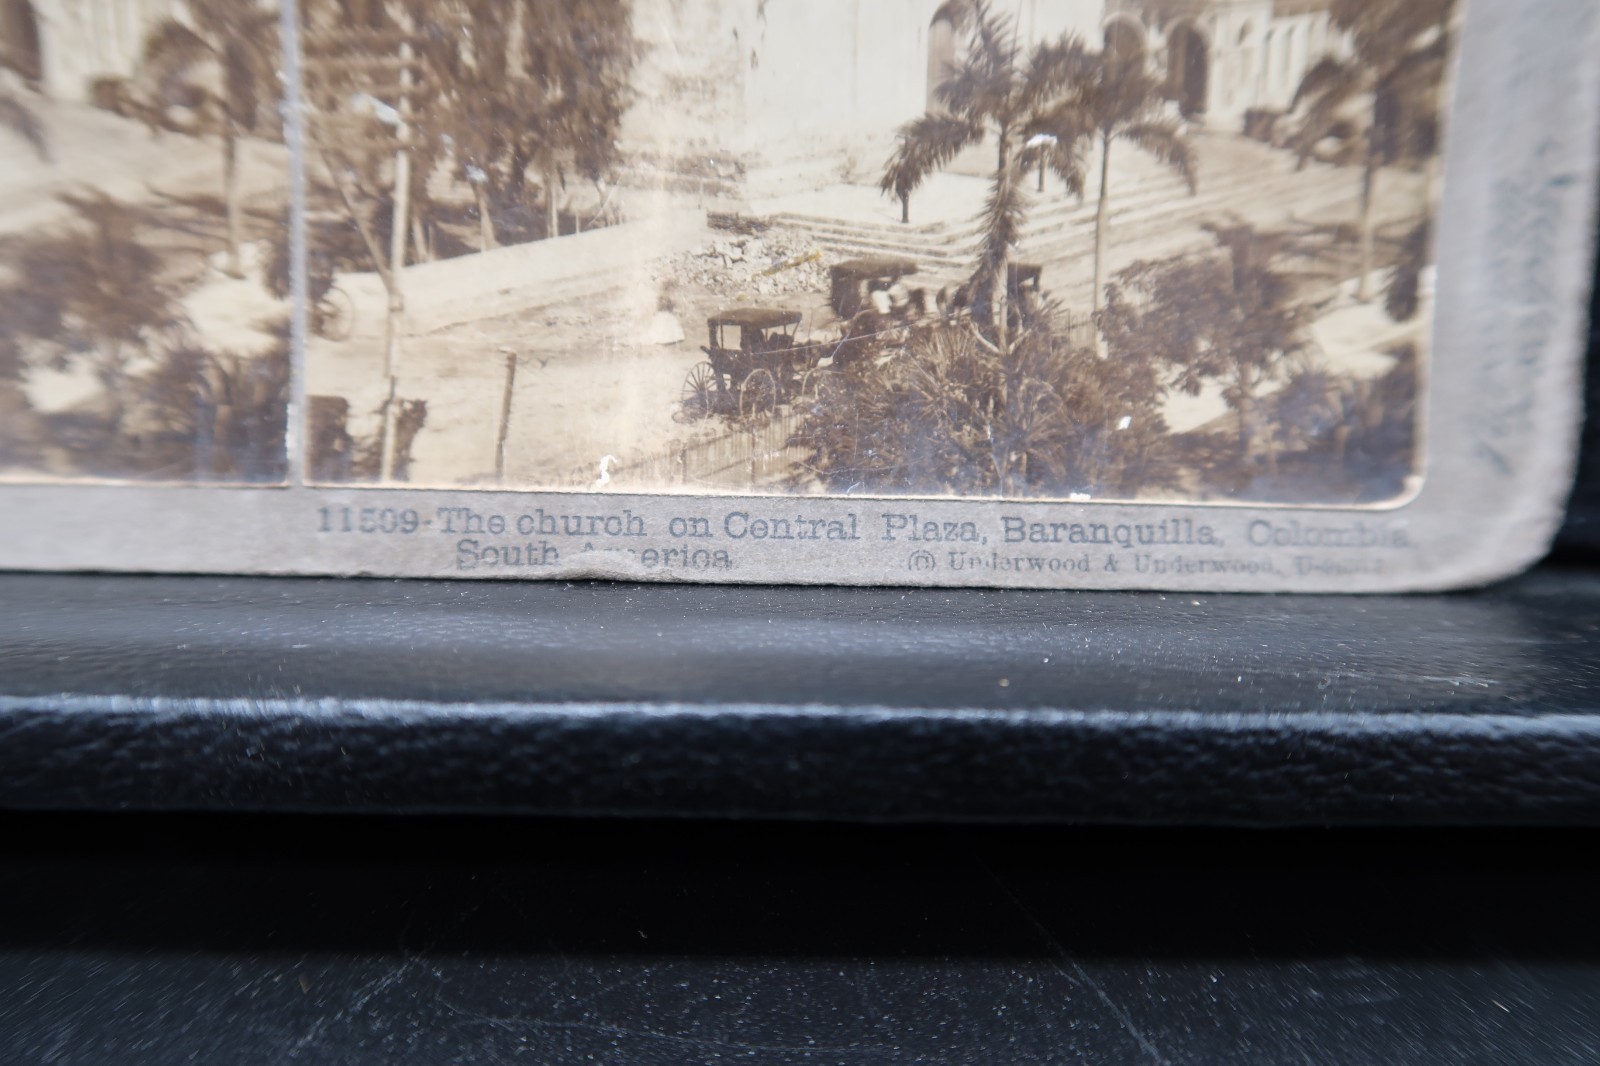 11509-The church on Central Plaza, Baranquilla, Colombia
South America
© Underwood & Underwood,